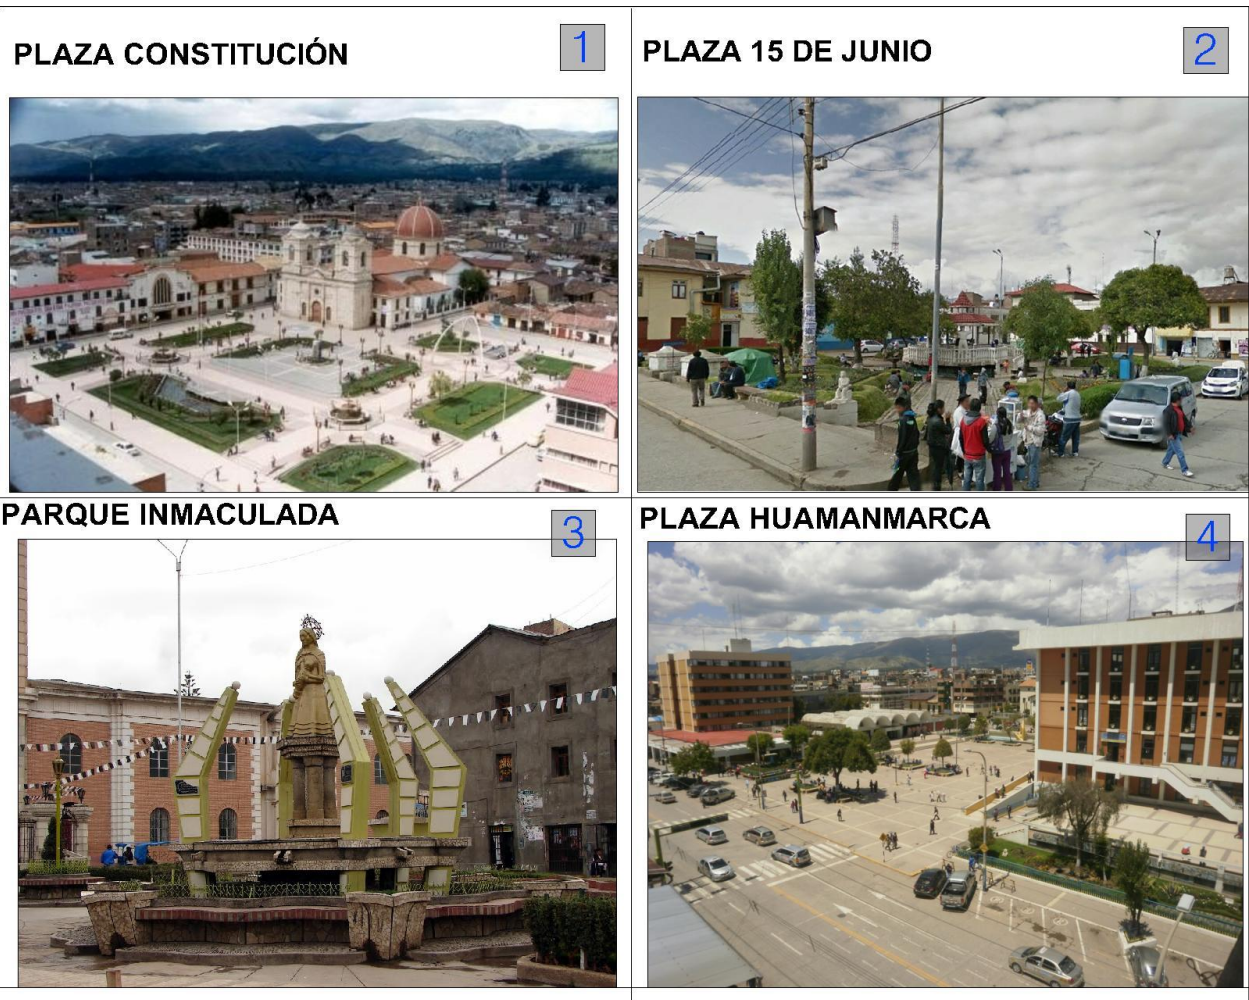 PLAZA CONSTITUCIÓN
1
PLAZA 15 DE JUNIO
2
PARQUE INMACULADA
3
PLAZA HUAMANMARCA
4